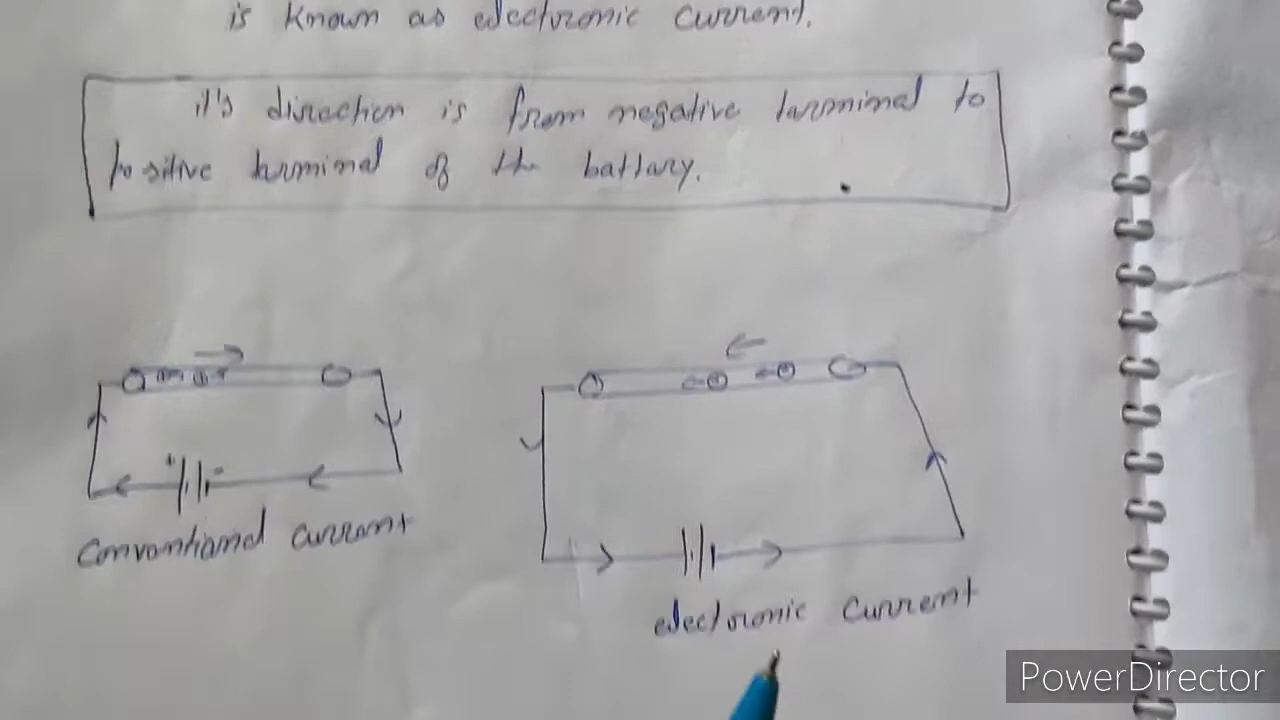 is known as electronic current.
it's direction is from negative terminal to
positive terminal of the battary.
+ -
conventional current
electronic current
PowerDirector